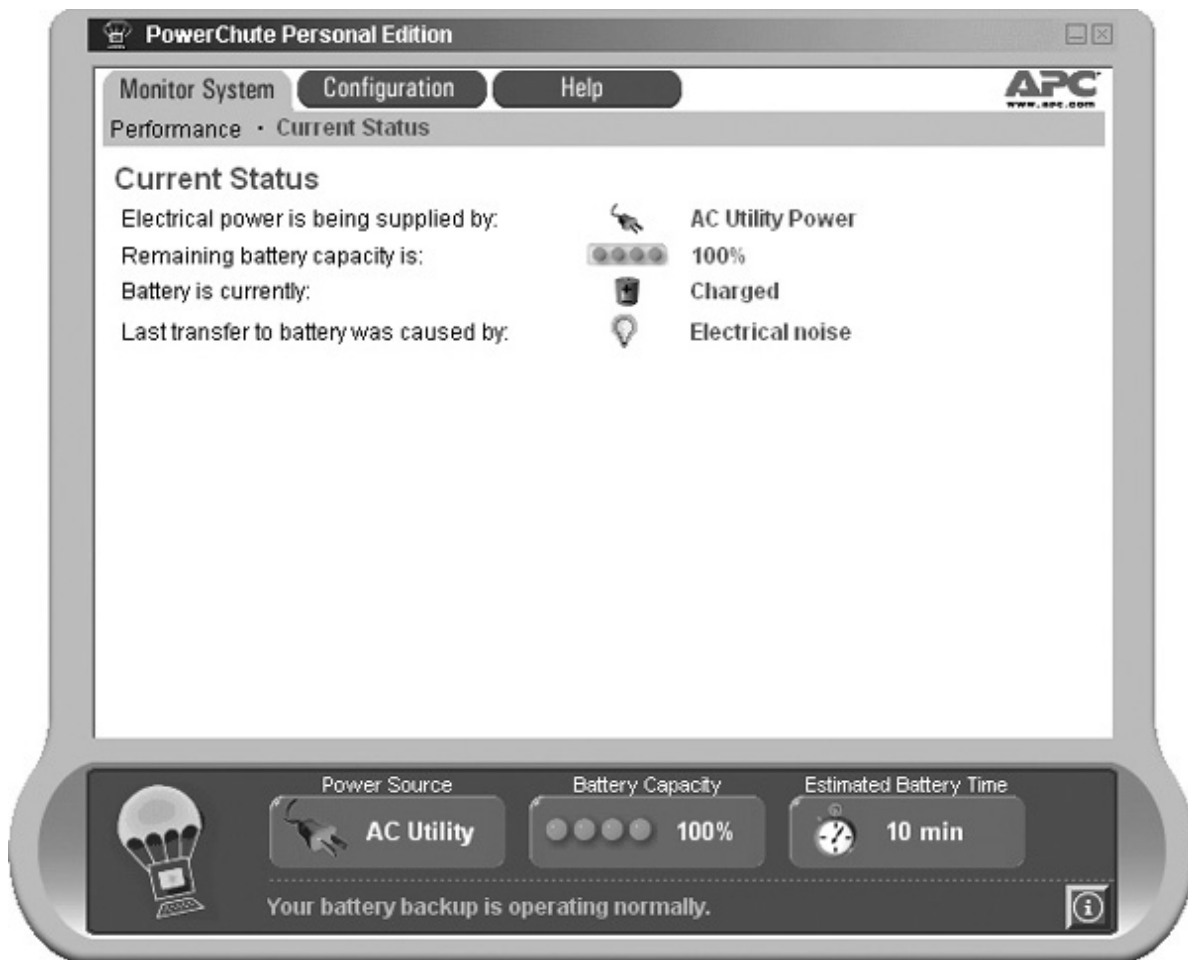 PowerChute Personal Edition
Monitor System Configuration Help
APC
www.apc.com
Performance · Current Status
Current Status
Electrical power is being supplied by: AC Utility Power
Remaining battery capacity is: 100%
Battery is currently: Charged
Last transfer to battery was caused by: Electrical noise
Power Source Battery Capacity Estimated Battery Time
AC Utility 100% 10 min
Your battery backup is operating normally.